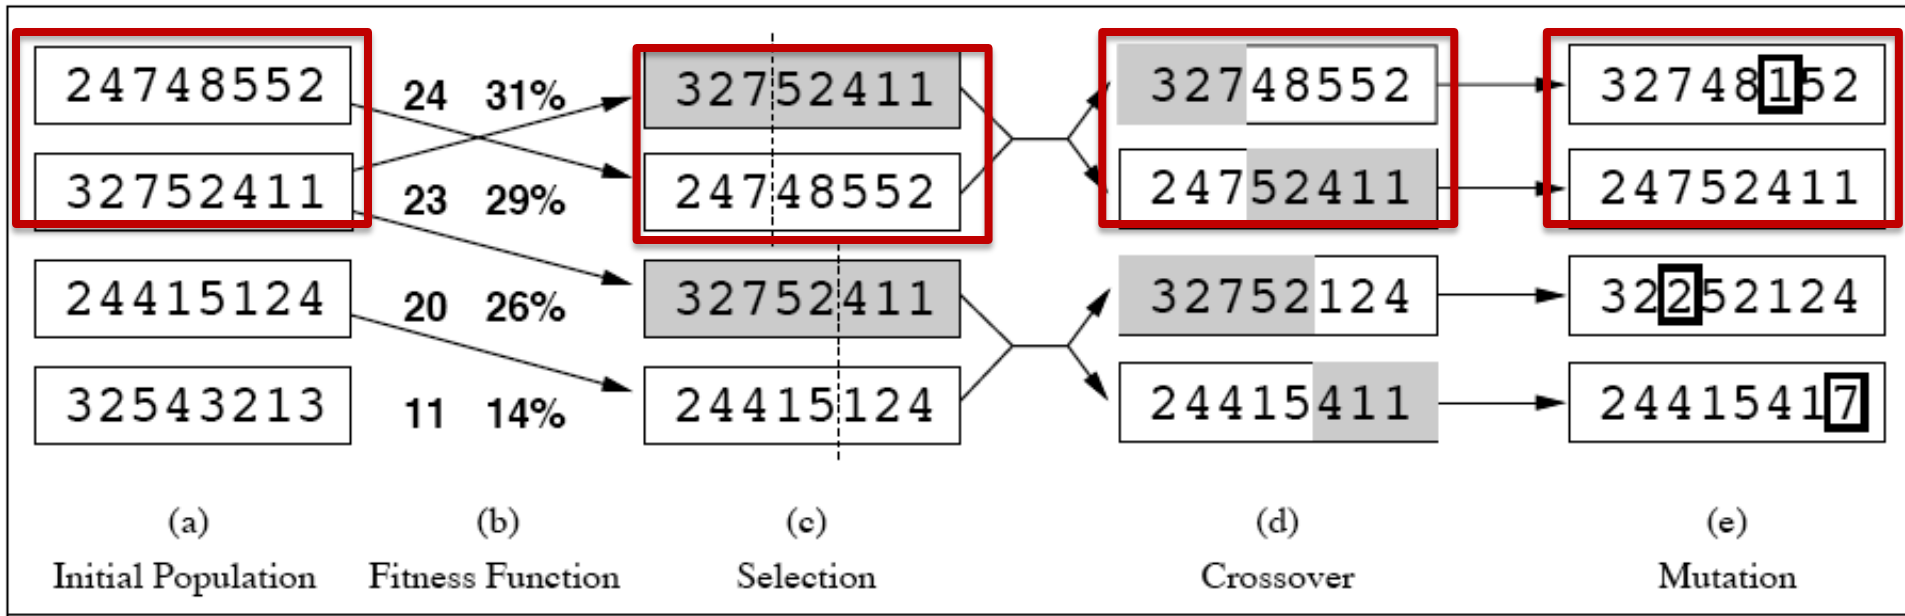 24748552 24 31% 32752411 32748552 32748152
32752411 23 29% 24748552 24752411 24752411
24415124 20 26% 32752411 32752124 32252124
32543213 11 14% 24415124 24415411 24415417
(a) (b) (c) (d) (e)
Initial Population Fitness Function Selection Crossover Mutation